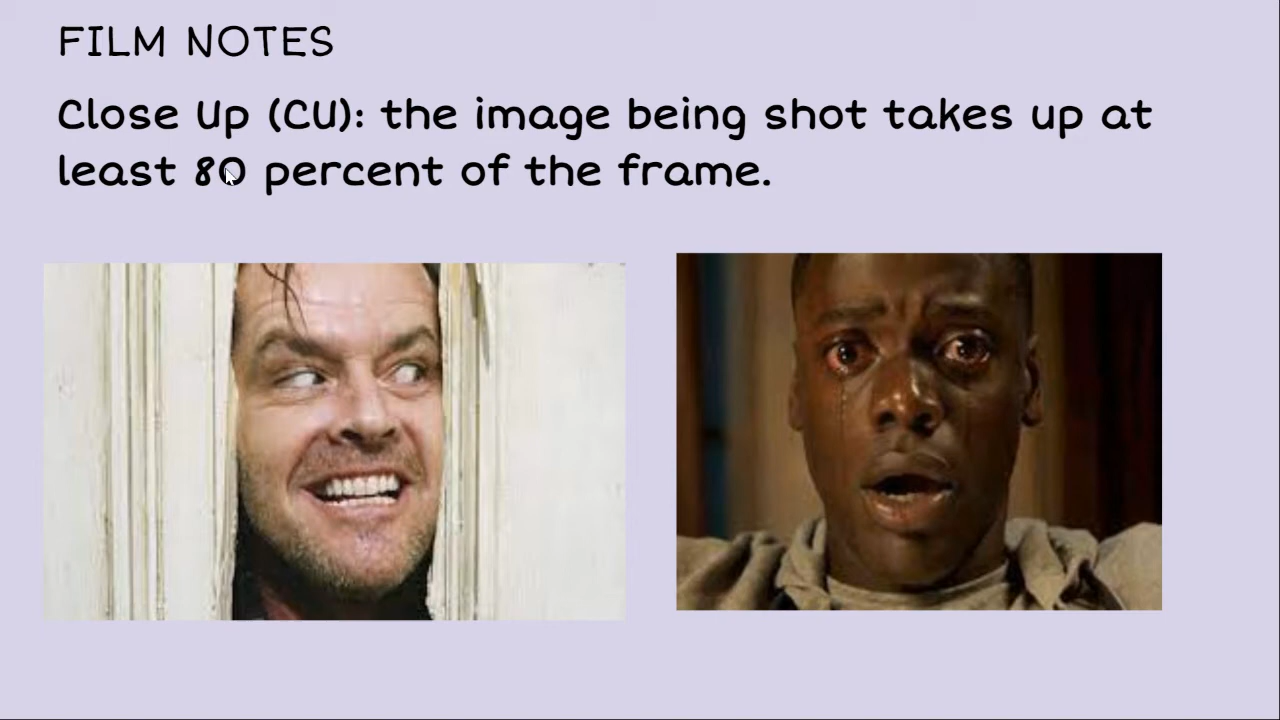 FILM NOTES
Close Up (CU): the image being shot takes up at
least 80 percent of the frame.